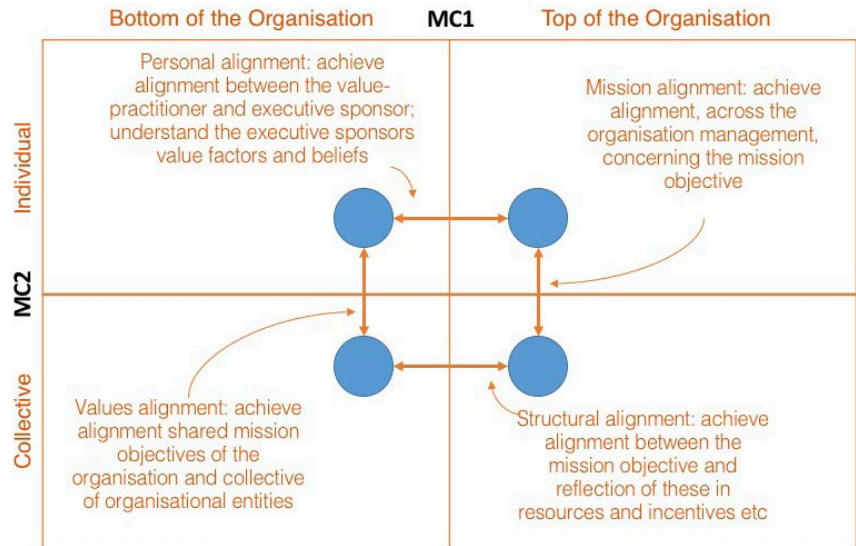 Bottom of the Organisation
MC1
Top of the Organisation
Individual
MC2
Collective
Personal alignment: achieve
alignment between the value-
practitioner and executive sponsor;
understand the executive sponsors
value factors and beliefs
Mission alignment: achieve
alignment, across the
organisation management,
concerning the mission
objective
Values alignment: achieve
alignment shared mission
objectives of the
organisation and collective
of organisational entities
Structural alignment: achieve
alignment between the
mission objective and
reflection of these in
resources and incentives etc